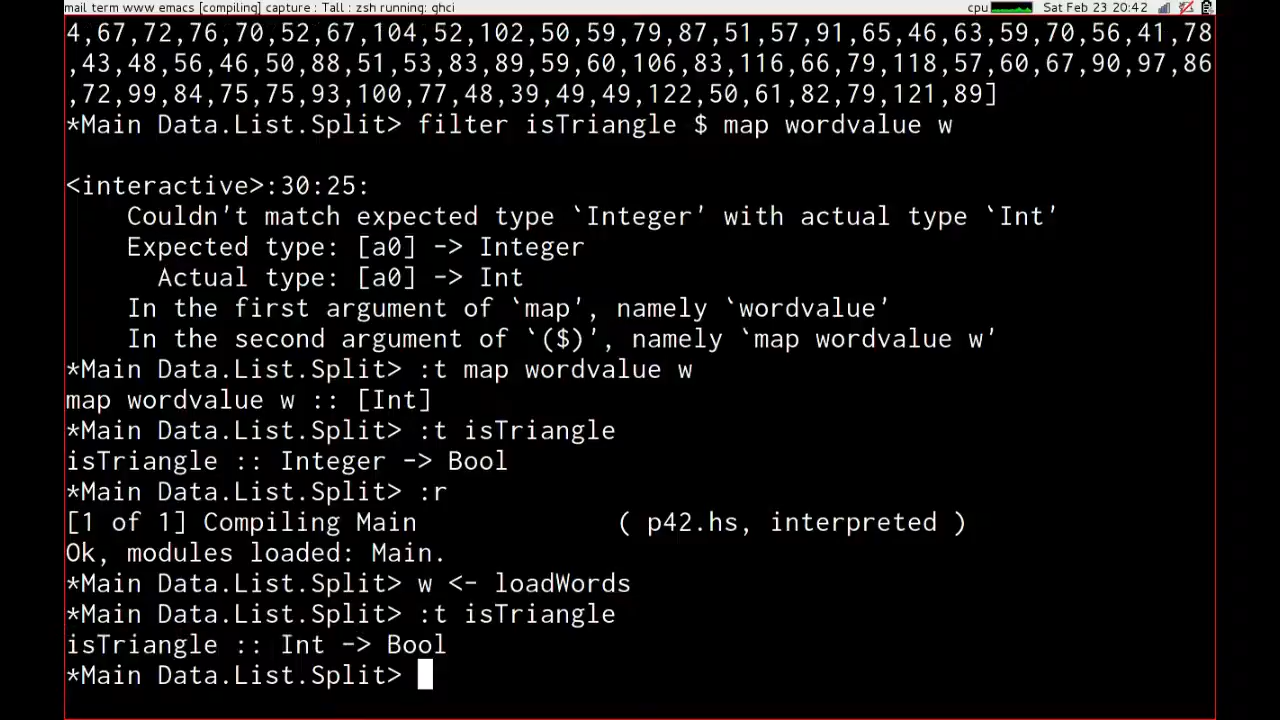 mail term www emacs [compiling] capture : Tall : zsh running: ghci cpu Sat Feb 23 20:42
4,67,72,76,70,52,67,104,52,102,50,59,79,87,51,57,91,65,46,63,59,70,56,41,78
,43,48,56,46,50,88,51,53,83,89,59,60,106,83,116,66,79,118,57,60,67,90,97,86
,72,99,84,75,75,93,100,77,48,39,49,49,122,50,61,82,79,121,89]
*Main Data.List.Split> filter isTriangle $ map wordvalue w
<interactive>:30:25:
Couldn't match expected type `Integer' with actual type `Int'
Expected type: [a0] -> Integer
Actual type: [a0] -> Int
In the first argument of `map', namely `wordvalue'
In the second argument of `($)', namely `map wordvalue w'
*Main Data.List.Split> :t map wordvalue w
map wordvalue w :: [Int]
*Main Data.List.Split> :t isTriangle
isTriangle :: Integer -> Bool
*Main Data.List.Split> :r
[1 of 1] Compiling Main ( p42.hs, interpreted )
Ok, modules loaded: Main.
*Main Data.List.Split> w <- loadWords
*Main Data.List.Split> :t isTriangle
isTriangle :: Int -> Bool
*Main Data.List.Split>